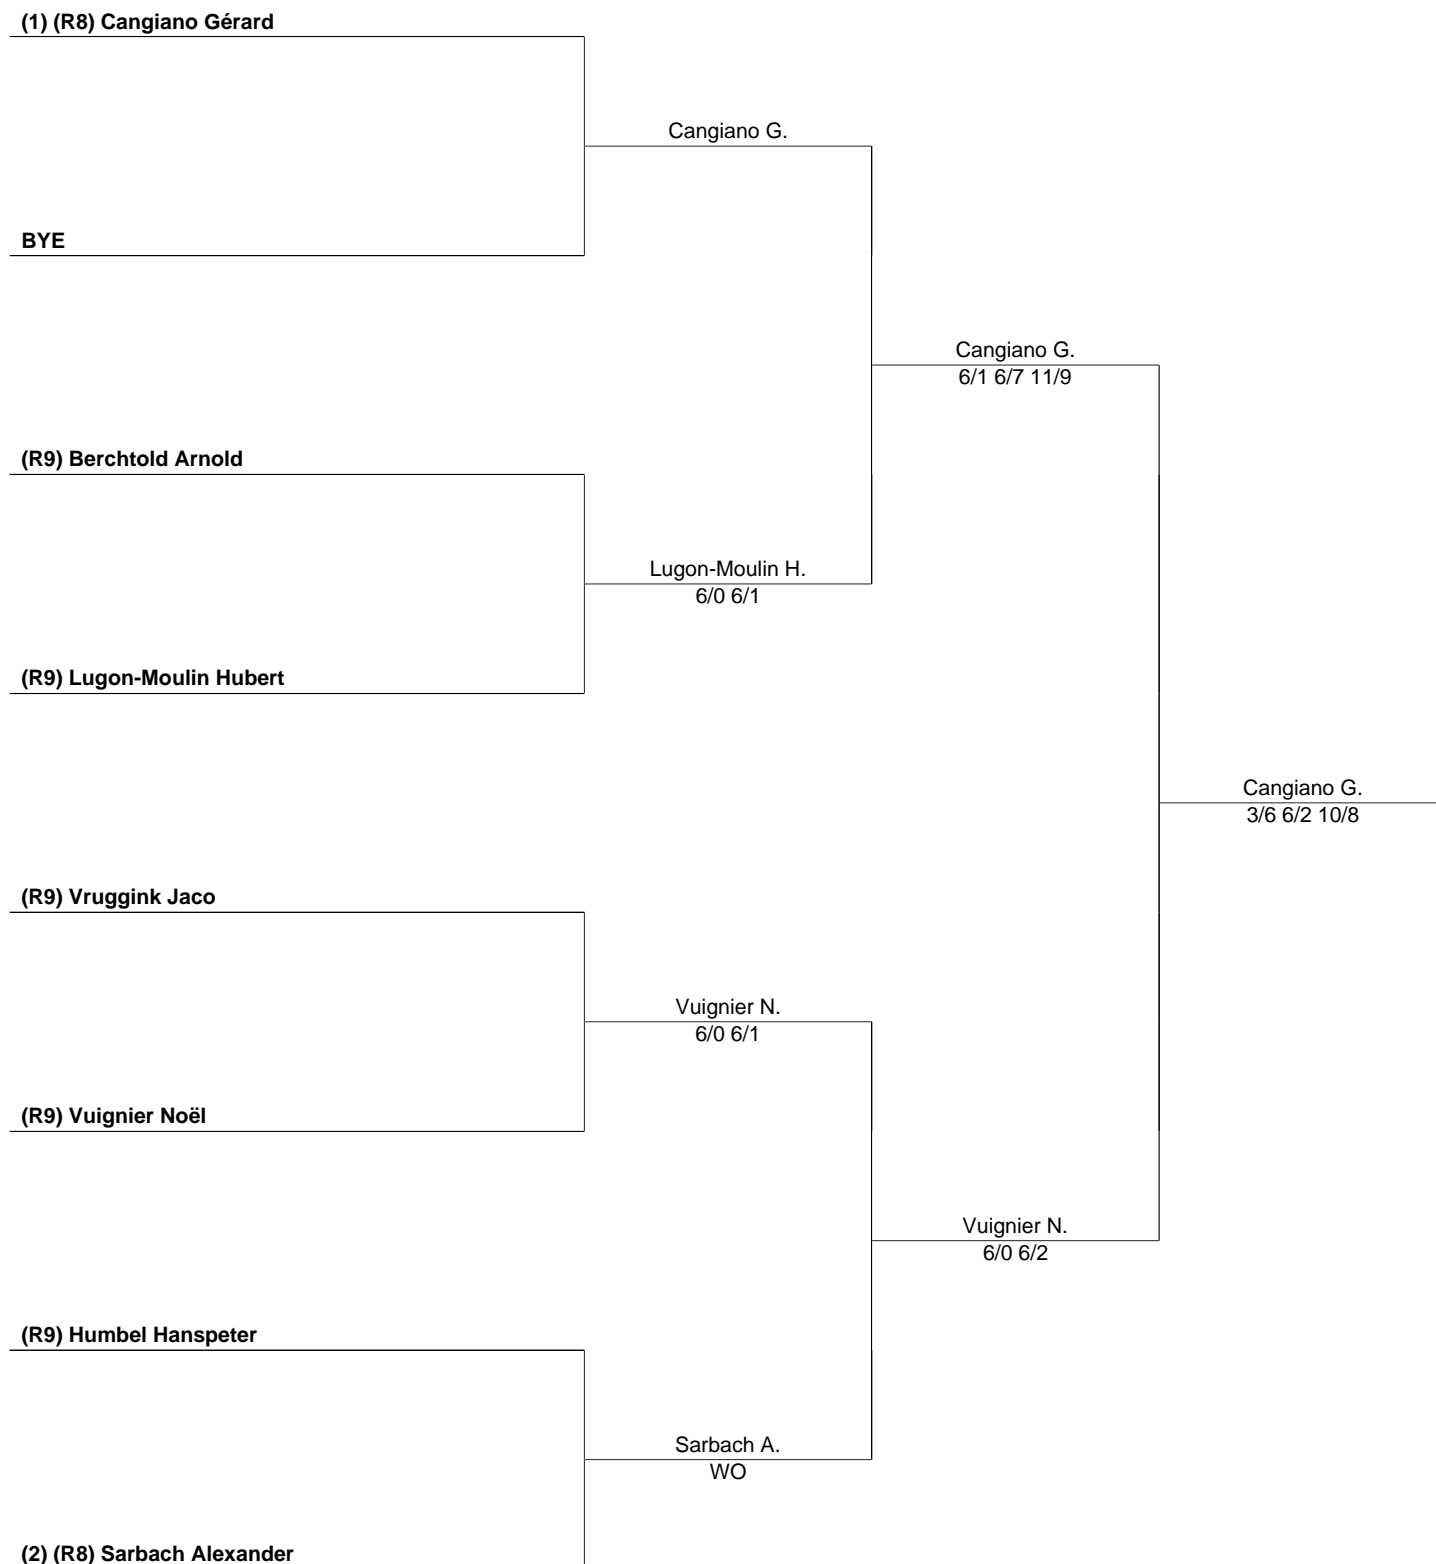 (1) (R8) Cangiano Gérard
Cangiano G.
BYE
Cangiano G.
6/1 6/7 11/9
(R9) Berchtold Arnold
Lugon-Moulin H.
6/0 6/1
(R9) Lugon-Moulin Hubert
Cangiano G.
3/6 6/2 10/8
(R9) Vruggink Jaco
Vuignier N.
6/0 6/1
(R9) Vuignier Noël
Vuignier N.
6/0 6/2
(R9) Humbel Hanspeter
Sarbach A.
WO
(2) (R8) Sarbach Alexander